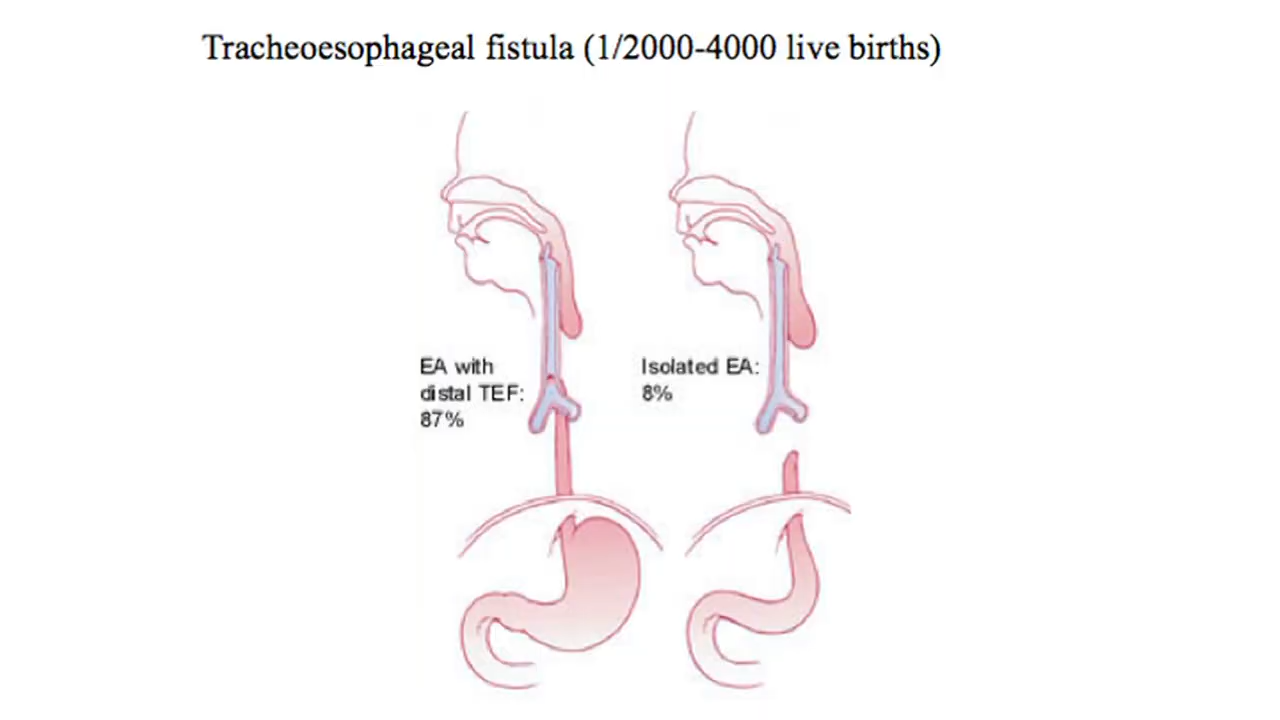 Tracheoesophageal fistula (1/2000-4000 live births)
EA with
distal TEF:
87%
Isolated EA:
8%